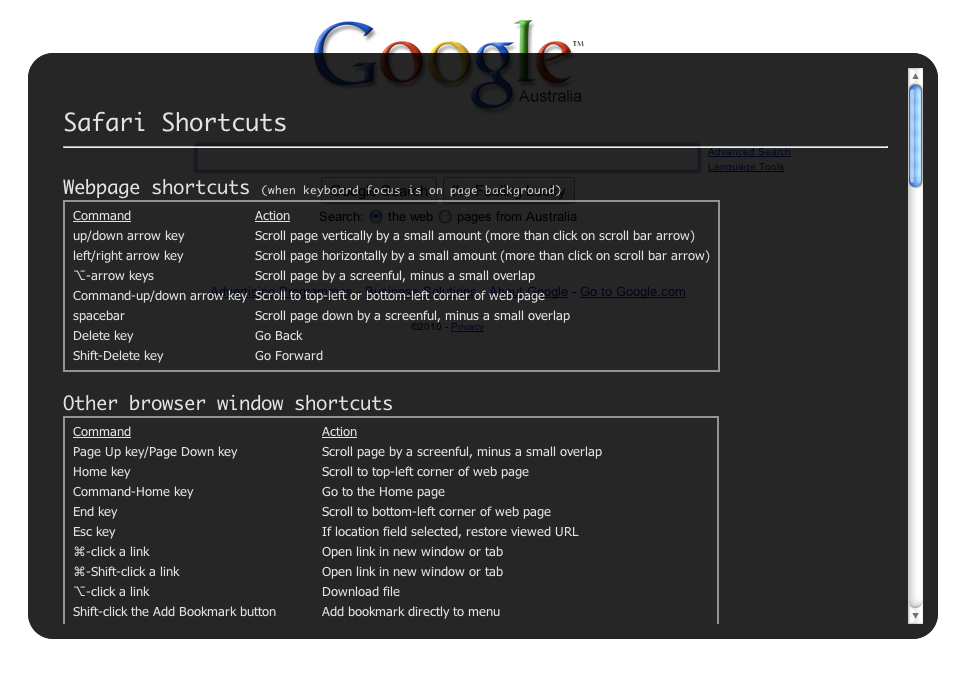 Google™
Australia
Safari Shortcuts
Advanced Search
Language Tools
Webpage shortcuts (when keyboard focus is on page background)
Command Action
Search: the web pages from Australia
up/down arrow key Scroll page vertically by a small amount (more than click on scroll bar arrow)
left/right arrow key Scroll page horizontally by a small amount (more than click on scroll bar arrow)
⌥-arrow keys Scroll page by a screenful, minus a small overlap
Command-up/down arrow key Scroll to top-left or bottom-left corner of web page
Advertising Programmes - Business Solutions - About Google - Go to Google.com
spacebar Scroll page down by a screenful, minus a small overlap
©2010 - Privacy
Delete key Go Back
Shift-Delete key Go Forward
Other browser window shortcuts
Command Action
Page Up key/Page Down key Scroll page by a screenful, minus a small overlap
Home key Scroll to top-left corner of web page
Command-Home key Go to the Home page
End key Scroll to bottom-left corner of web page
Esc key If location field selected, restore viewed URL
⌘-click a link Open link in new window or tab
⌘-Shift-click a link Open link in new window or tab
⌥-click a link Download file
Shift-click the Add Bookmark button Add bookmark directly to menu